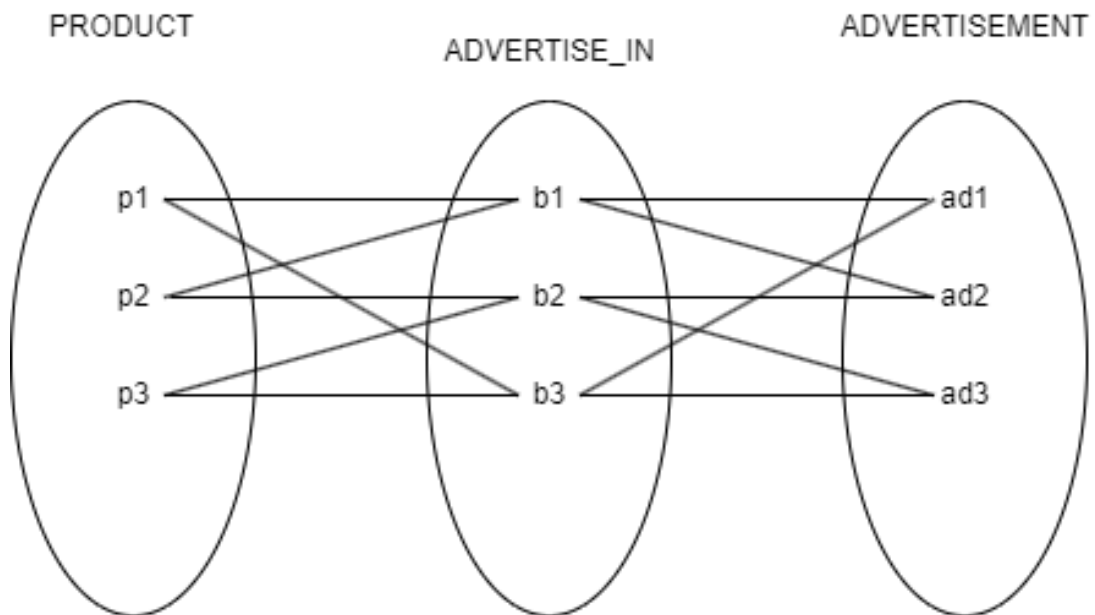 PRODUCT
ADVERTISE_IN
ADVERTISEMENT
p1 b1 ad1
p2 b2 ad2
p3 b3 ad3